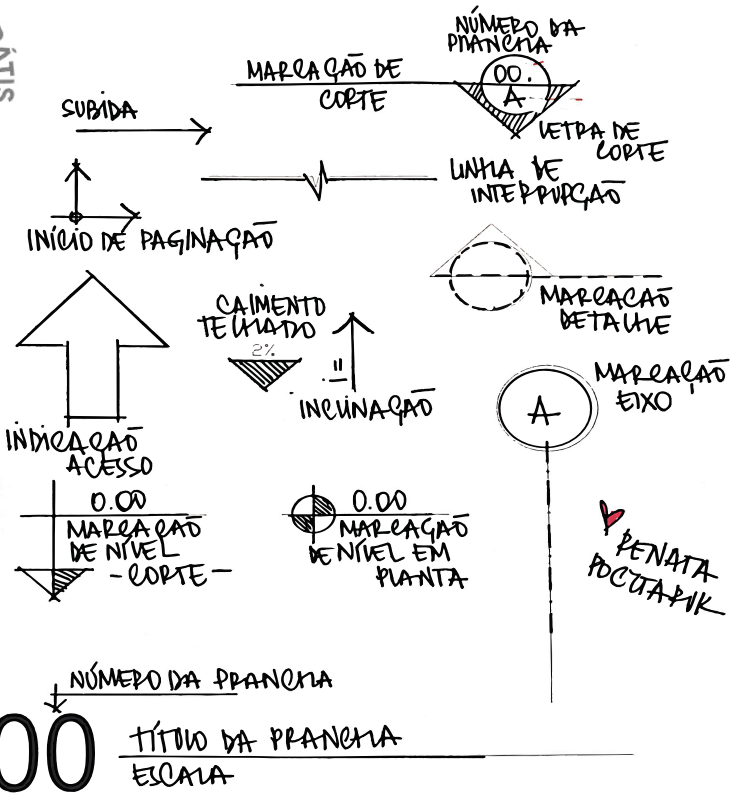 NÚMERO DA
PRANCHA
MARCAÇÃO DE
CORTE
00.
A
LETRA DE
CORTE
SUBIDA
LINHA DE
INTERRUPÇÃO
INÍCIO DE PAGINAÇÃO
MARCAÇÃO
DETALHE
CAIMENTO
TELHADO
2%
i=
INCLINAÇÃO
MARCAÇÃO
EIXO
A
INDICAÇÃO
ACESSO
0.00
MARCAÇÃO
DE NÍVEL
-CORTE-
0.00
MARCAÇÃO
DE NÍVEL EM
PLANTA
RENATA
POCZTARUK
NÚMERO DA PRANCHA
00
TÍTULO DA PRANCHA
ESCALA